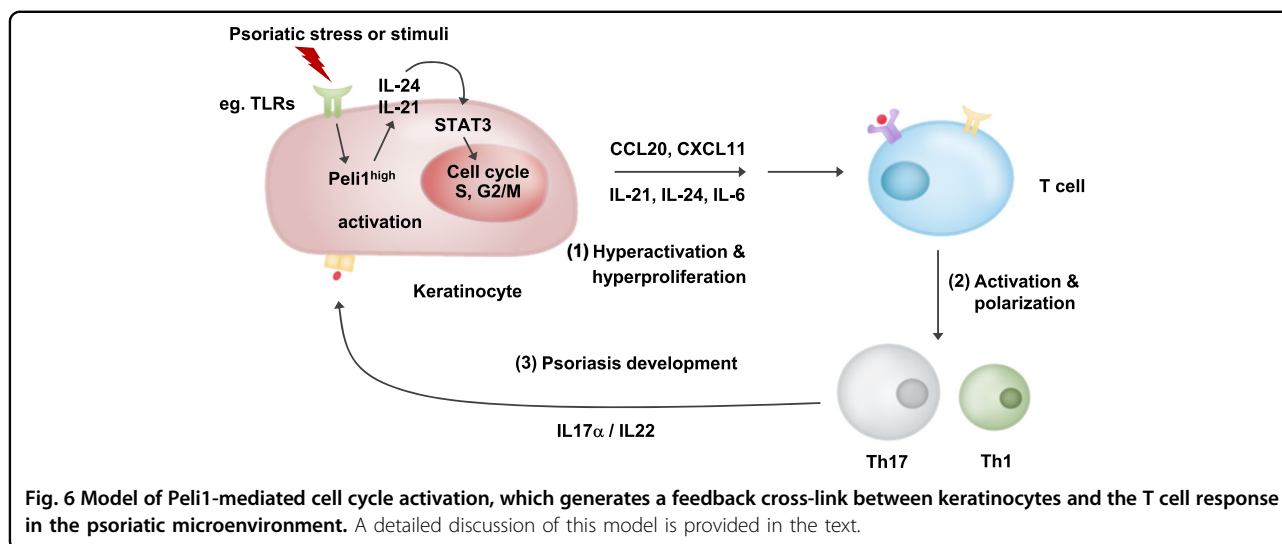 Psoriatic stress or stimuli
eg. TLRs
IL-24
IL-21
STAT3
Peli1high
Cell cycle
S, G2/M
activation
Keratinocyte
CCL20, CXCL11
IL-21, IL-24, IL-6
(1) Hyperactivation &
hyperproliferation
T cell
(2) Activation &
polarization
(3) Psoriasis development
IL17α / IL22
Th17
Th1
Fig. 6 Model of Peli1-mediated cell cycle activation, which generates a feedback cross-link between keratinocytes and the T cell response
in the psoriatic microenvironment. A detailed discussion of this model is provided in the text.